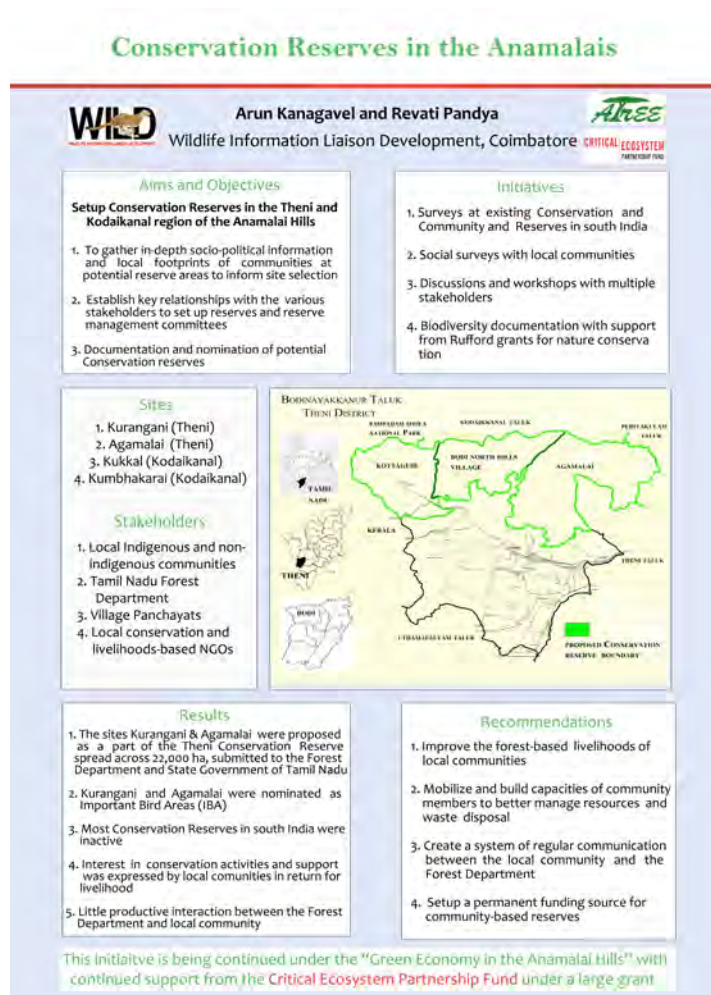 Conservation Reserves in the Anamalais
WILD
Arun Kanagavel and Revati Pandya
Wildlife Information Liaison Development, Coimbatore
ATREE
CRITICAL ECOSYSTEM
PARTNERSHIP FUND
Aims and Objectives
Setup Conservation Reserves in the Theni and
Kodaikanal region of the Anamalai Hills
1. To gather in-depth socio-political information
and local footprints of communities at
potential reserve areas to inform site selection
2. Establish key relationships with the various
stakeholders to set up reserves and reserve
management committees
3. Documentation and nomination of potential
Conservation reserves
Initiatives
1. Surveys at existing Conservation and
Community and Reserves in south India
2. Social surveys with local communities
3. Discussions and workshops with multiple
stakeholders
4. Biodiversity documentation with support
from Rufford grants for nature conserva
tion
Sites
1. Kurangani (Theni)
2. Agamalai (Theni)
3. Kukkal (Kodaikanal)
4. Kumbhakarai (Kodaikanal)
Stakeholders
1. Local Indigenous and non-
indigenous communities
2. Tamil Nadu Forest
Department
3. Village Panchayats
4. Local conservation and
livelihoods-based NGOs
BODINAYAKKANUR TALUK
THENI DISTRICT
NATIONAL PARK
KODAIKKANAL TALUK
PERIYAKULAM
TALUK
KOTTAGUDI
BODI NORTH HILLS
VILLAGE
AGAMALAI
TAMIL
NADU
KERALA
THENI
THENI TALUK
BODI
UTHAMAPALAYAM TALUK
PROPOSED CONSERVATION
RESERVE BOUNDARY
Results
1. The sites Kurangani & Agamalai were proposed
as a part of the Theni Conservation Reserve
spread across 22,000 ha, submitted to the Forest
Department and State Government of Tamil Nadu
2. Kurangani and Agamalai were nominated as
Important Bird Areas (IBA)
3. Most Conservation Reserves in south India were
inactive
4. Interest in conservation activities and support
was expressed by local comunities in return for
livelihood
5. Little productive interaction between the Forest
Department and local community
Recommendations
1. Improve the forest-based livelihoods of
local communities
2. Mobilize and build capacities of community
members to better manage resources and
waste disposal
3. Create a system of regular communication
between the local community and the
Forest Department
4. Setup a permanent funding source for
community-based reserves
This initiaitve is being continued under the "Green Economy in the Anamalai Hills" with
continued support from the Critical Ecosystem Partnership Fund under a large grant